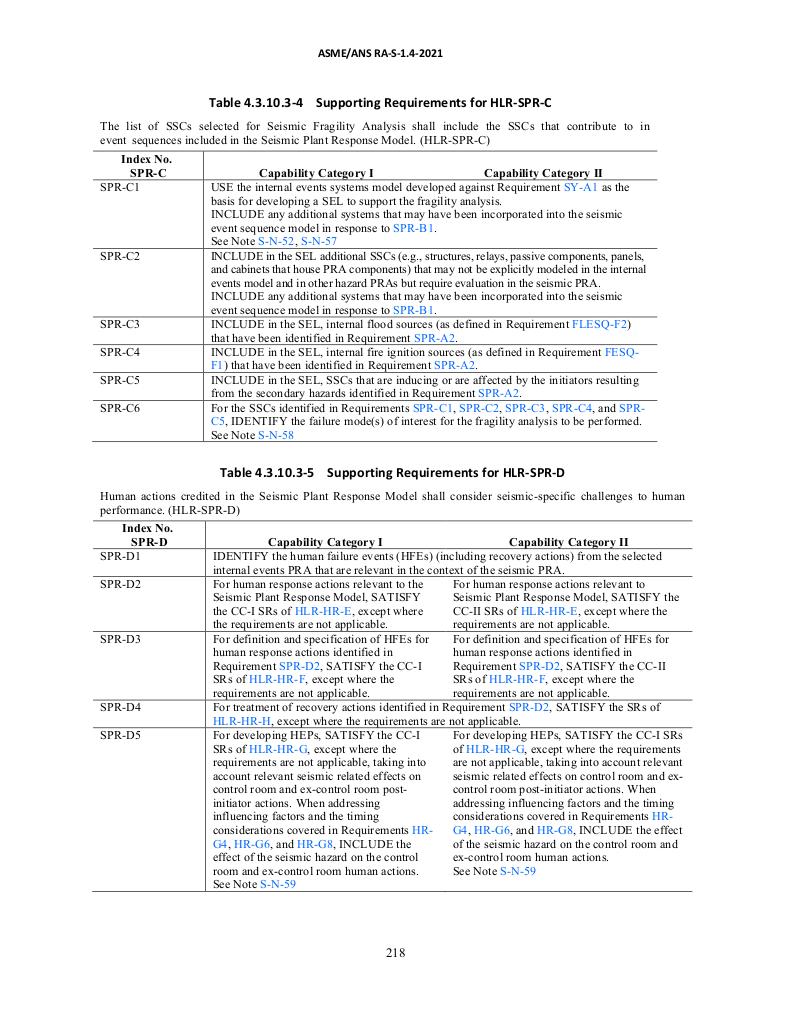 ASME/ANS RA-S-1.4-2021
Table 4.3.10.3-4 Supporting Requirements for HLR-SPR-C
The list of SSCs selected for Seismic Fragility Analysis shall include the SSCs that contribute to in
event sequences included in the Seismic Plant Response Model. (HLR-SPR-C)
Index No.
SPR-C Capability Category I Capability Category II
SPR-C1 USE the internal events systems model developed against Requirement SY-A1 as the
basis for developing a SEL to support the fragility analysis.
INCLUDE any additional systems that may have been incorporated into the seismic
event sequence model in response to SPR-B1.
See Note S-N-52, S-N-57
SPR-C2 INCLUDE in the SEL additional SSCs (e.g., structures, relays, passive components, panels,
and cabinets that house PRA components) that may not be explicitly modeled in the internal
events model and in other hazard PRAs but require evaluation in the seismic PRA.
INCLUDE any additional systems that may have been incorporated into the seismic
event sequence model in response to SPR-B1.
SPR-C3 INCLUDE in the SEL, internal flood sources (as defined in Requirement FLESQ-F2)
that have been identified in Requirement SPR-A2.
SPR-C4 INCLUDE in the SEL, internal fire ignition sources (as defined in Requirement FESQ-
F1) that have been identified in Requirement SPR-A2.
SPR-C5 INCLUDE in the SEL, SSCs that are inducing or are affected by the initiators resulting
from the secondary hazards identified in Requirement SPR-A2.
SPR-C6 For the SSCs identified in Requirements SPR-C1, SPR-C2, SPR-C3, SPR-C4, and SPR-
C5, IDENTIFY the failure mode(s) of interest for the fragility analysis to be performed.
See Note S-N-58
Table 4.3.10.3-5 Supporting Requirements for HLR-SPR-D
Human actions credited in the Seismic Plant Response Model shall consider seismic-specific challenges to human
performance. (HLR-SPR-D)
Index No.
SPR-D Capability Category I Capability Category II
SPR-D1 IDENTIFY the human failure events (HFEs) (including recovery actions) from the selected
internal events PRA that are relevant in the context of the seismic PRA.
SPR-D2 For human response actions relevant to the
Seismic Plant Response Model, SATISFY
the CC-I SRs of HLR-HR-E, except where
the requirements are not applicable.
For human response actions relevant to
Seismic Plant Response Model, SATISFY the
CC-II SRs of HLR-HR-E, except where the
requirements are not applicable.
SPR-D3 For definition and specification of HFEs for
human response actions identified in
Requirement SPR-D2, SATISFY the CC-I
SRs of HLR-HR-F, except where the
requirements are not applicable.
For definition and specification of HFEs for
human response actions identified in
Requirement SPR-D2, SATISFY the CC-II
SRs of HLR-HR-F, except where the
requirements are not applicable.
SPR-D4 For treatment of recovery actions identified in Requirement SPR-D2, SATISFY the SRs of
HLR-HR-H, except where the requirements are not applicable.
SPR-D5 For developing HEPs, SATISFY the CC-I
SRs of HLR-HR-G, except where the
requirements are not applicable, taking into
account relevant seismic related effects on
control room and ex-control room post-
initiator actions. When addressing
influencing factors and the timing
considerations covered in Requirements HR-
G4, HR-G6, and HR-G8, INCLUDE the
effect of the seismic hazard on the control
room and ex-control room human actions.
See Note S-N-59
For developing HEPs, SATISFY the CC-I SRs
of HLR-HR-G, except where the requirements
are not applicable, taking into account relevant
seismic related effects on control room and ex-
control room post-initiator actions. When
addressing influencing factors and the timing
considerations covered in Requirements HR-
G4, HR-G6, and HR-G8, INCLUDE the effect
of the seismic hazard on the control room and
ex-control room human actions.
See Note S-N-59
218